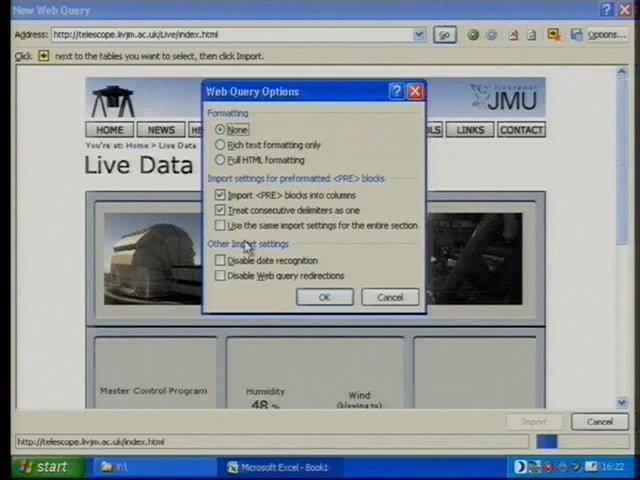 New Web Query
Address: http://telescope.livjm.ac.uk/Live/index.html Go Options...
Click next to the tables you want to select, then click Import.
Web Query Options
JMU
Formatting
None
Rich text formatting only
Full HTML formatting
HOME NEWS HE OLS LINKS CONTACT
You're at: Home > Live Data
Live Data
Import settings for preformatted <PRE> blocks
Import <PRE> blocks into columns
Treat consecutive delimiters as one
Use the same import settings for the entire section
Other Import settings
Disable date recognition
Disable Web query redirections
OK Cancel
Master Control Program
Humidity
48 %
Wind
(blowing to)
Import Cancel
http://telescope.livjm.ac.uk/index.html
start Y:\ Microsoft Excel - Book1 16:22